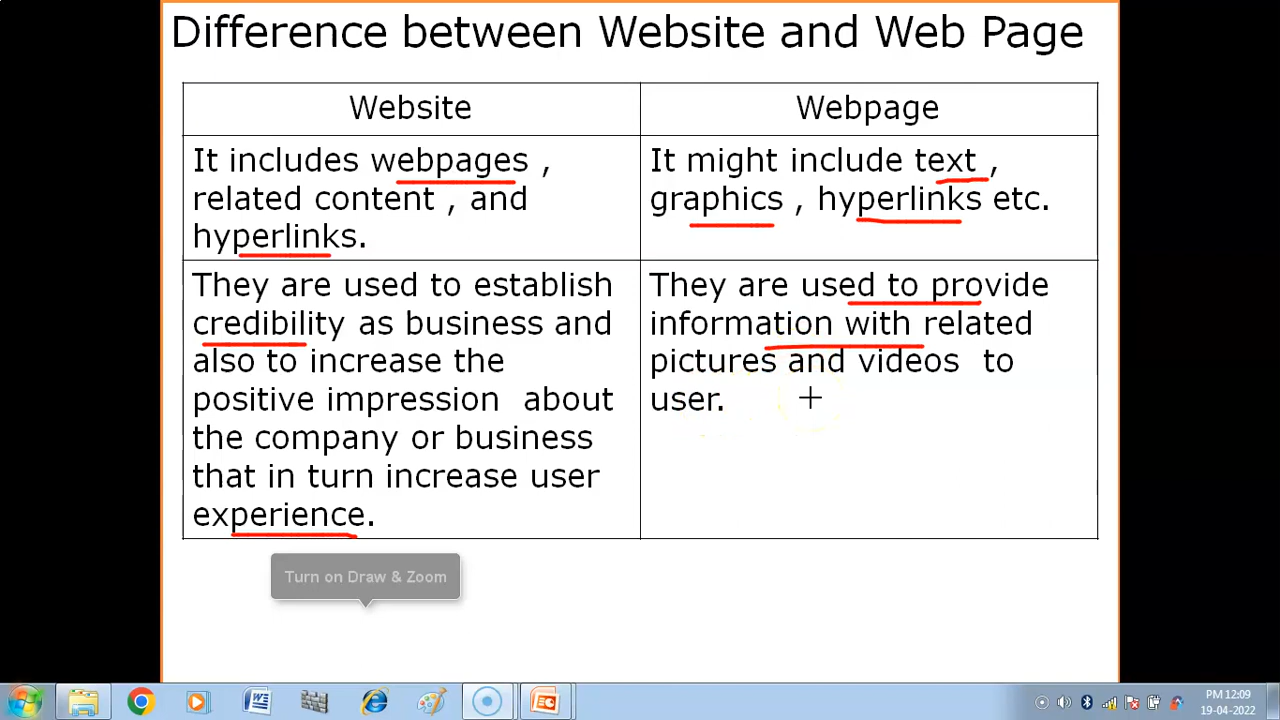 Difference between Website and Web Page
Website
Webpage
It includes webpages ,
related content , and
hyperlinks.
It might include text ,
graphics , hyperlinks etc.
They are used to establish
credibility as business and
also to increase the
positive impression  about
the company or business
that in turn increase user
experience.
They are used to provide
information with related
pictures and videos  to
user.
Turn on Draw & Zoom
PM 12:09
19-04-2022